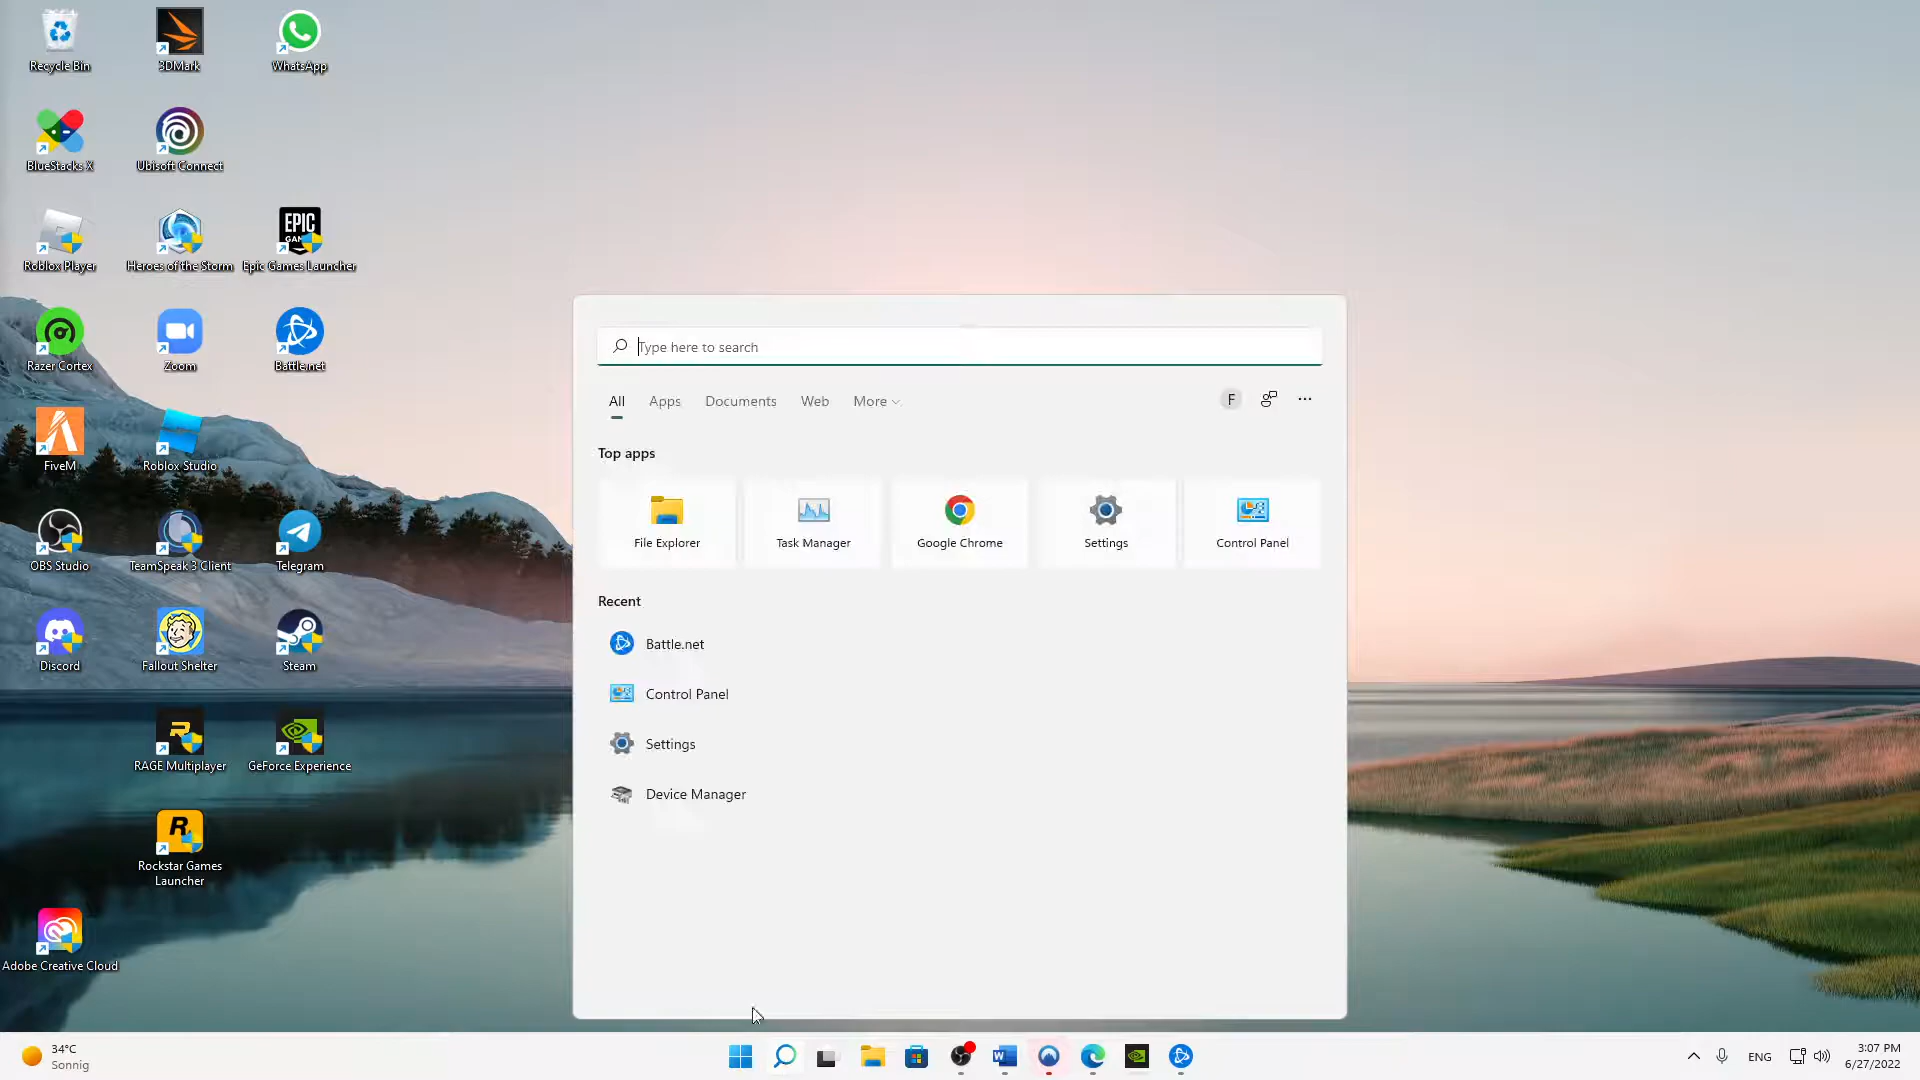 Recycle Bin
3DMark
WhatsApp
BlueStacks X
Ubisoft Connect
Roblox Player
Heroes of the Storm
EPIC
GAMES
Epic Games Launcher
Razer Cortex
Zoom
Battle.net
FiveM
Roblox Studio
OBS Studio
TeamSpeak 3 Client
Telegram
Discord
Fallout Shelter
Steam
RAGE Multiplayer
GeForce Experience
Rockstar Games
Launcher
Adobe Creative Cloud
Type here to search
All
Apps
Documents
Web
More
F
Top apps
File Explorer
Task Manager
Google Chrome
Settings
Control Panel
Recent
Battle.net
Control Panel
Settings
Device Manager
34°C
Sonnig
W
ENG
3:07 PM
6/27/2022